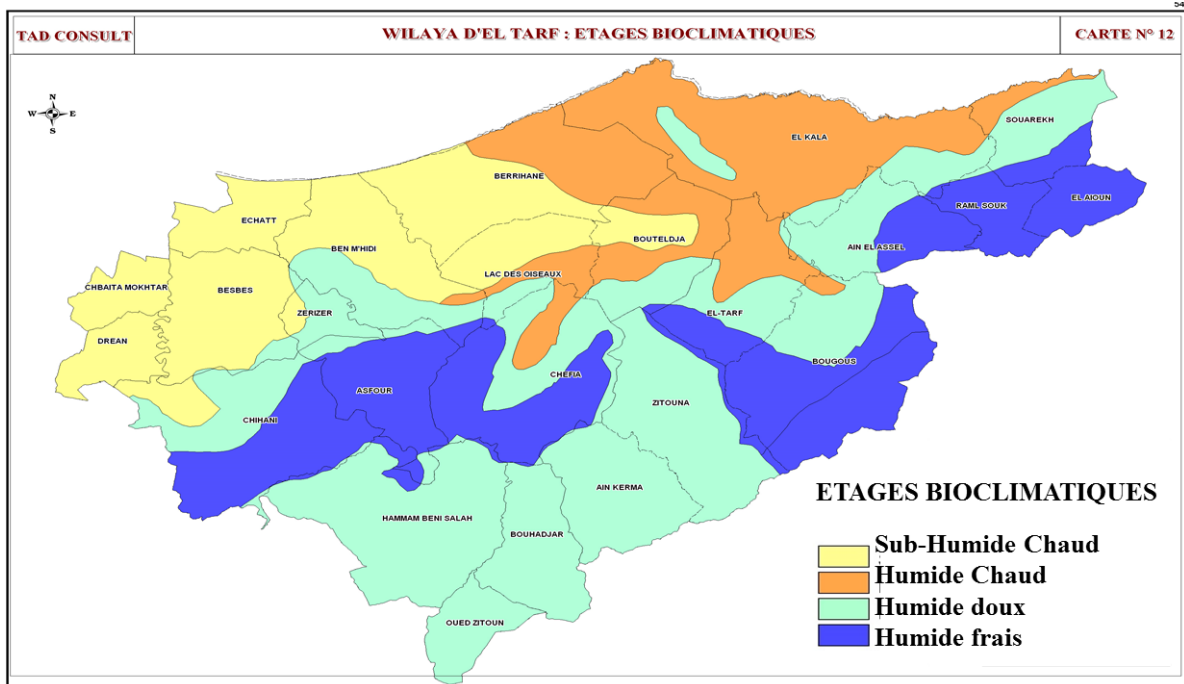 54
TAD CONSULT
WILAYA D'EL TARF : ETAGES BIOCLIMATIQUES
CARTE N° 12
N
W E
S
SOUAREKH
EL KALA
BERRIHANE
EL AIOUN
RAML SOUK
ECHATT
BOUTELDJA
BEN M'HIDI
AIN EL ASSEL
LAC DES OISEAUX
CHBAITA MOKHTAR
BESBES
ZERIZER
EL-TARF
DREAN
BOUGOUS
CHEFIA
ASFOUR
ZITOUNA
CHIHANI
AIN KERMA
ETAGES BIOCLIMATIQUES
HAMMAM BENI SALAH
BOUHADJAR
Sub-Humide Chaud
Humide Chaud
Humide doux
OUED ZITOUN
Humide frais